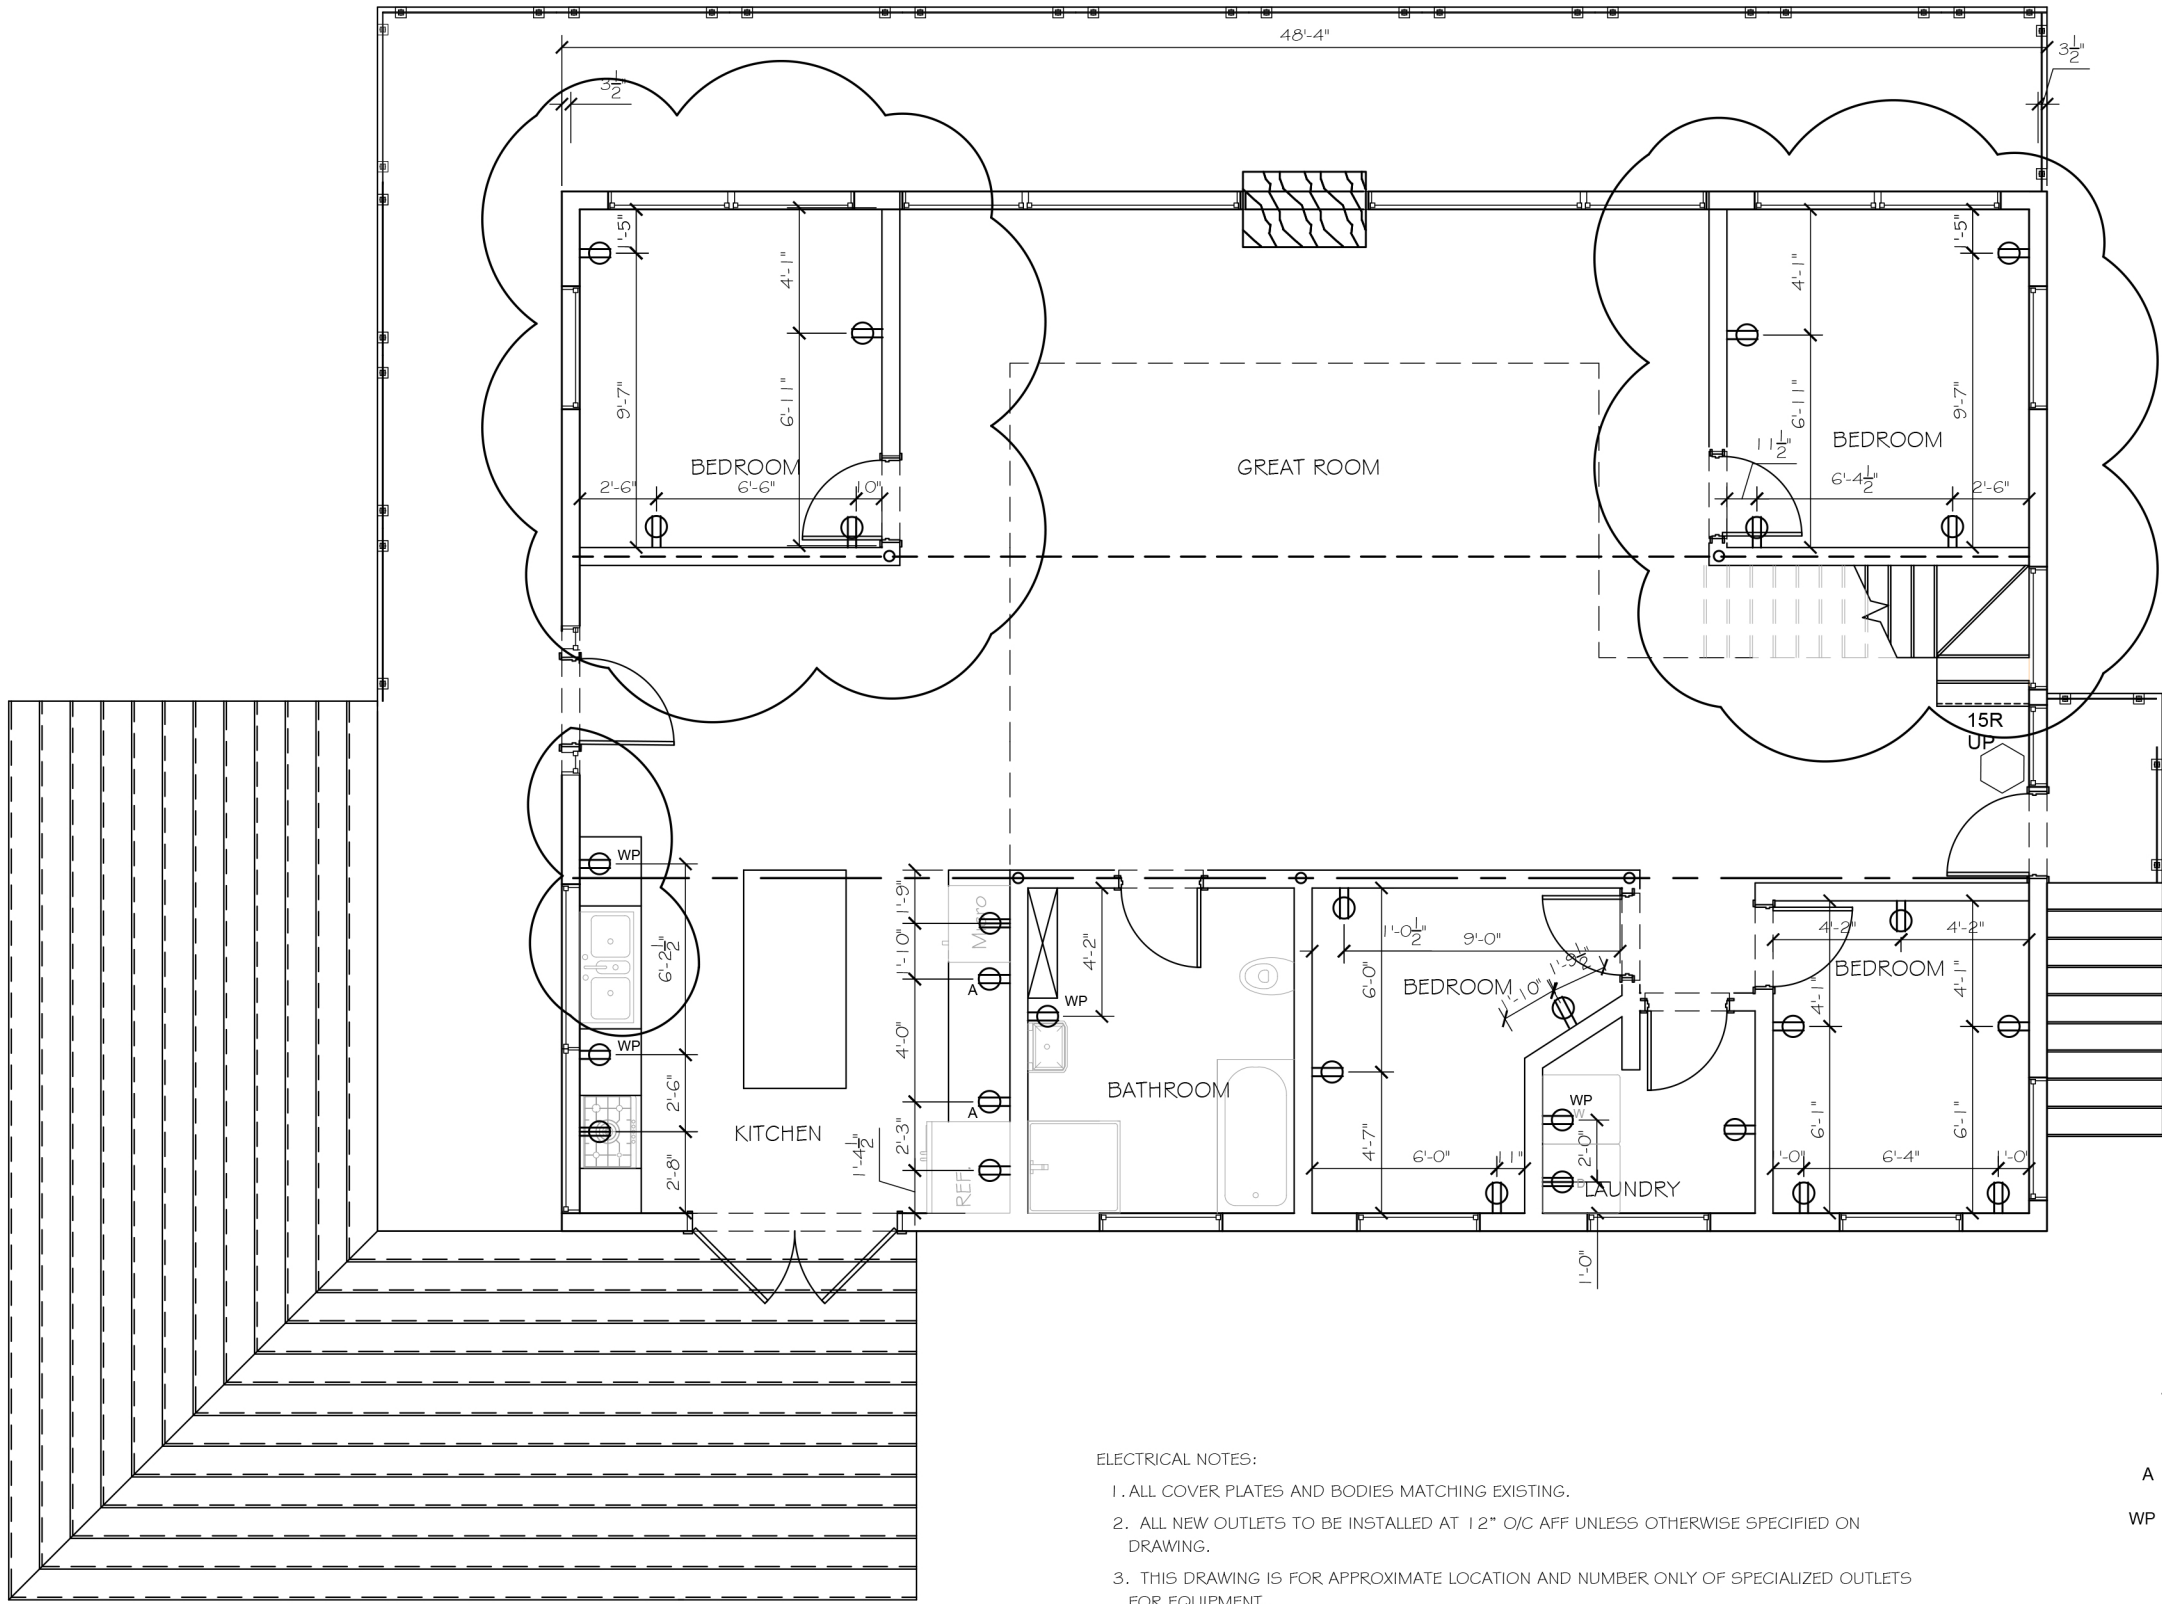 48'-4"
3 1/2"
3 1/2"
1'-5"
4'-1"
4'-1"
1'-5"
9'-7"
6'-11"
6'-11"
9'-7"
BEDROOM
GREAT ROOM
BEDROOM
11 1/2"
2'-6"
6'-6"
10"
6'-4 1/2"
2'-6"
15R
UP
WP
1'-9"
Micro
6'-2 1/2"
1'-10"
4'-2"
1'-0 1/2"
9'-0"
4'-2"
4'-2"
BEDROOM
6'-0"
BEDROOM
1'-9 1/2"
1'-10"
4'-1"
4'-1"
A
WP
WP
4'-0"
2'-6"
BATHROOM
A
WP
W
KITCHEN
2'-3"
1'-4 1/2"
4'-7"
2'-0"
6'-1"
6'-1"
6'-0"
11"
1'-0"
6'-4"
1'-0"
2'-8"
REF.
D
LAUNDRY
1'-0"
ELECTRICAL NOTES:
1. ALL COVER PLATES AND BODIES MATCHING EXISTING.
2. ALL NEW OUTLETS TO BE INSTALLED AT 12" O/C AFF UNLESS OTHERWISE SPECIFIED ON
DRAWING.
3. THIS DRAWING IS FOR APPROXIMATE LOCATION AND NUMBER ONLY OF SPECIALIZED OUTLETS
FOR EQUIPMENT
A
WP